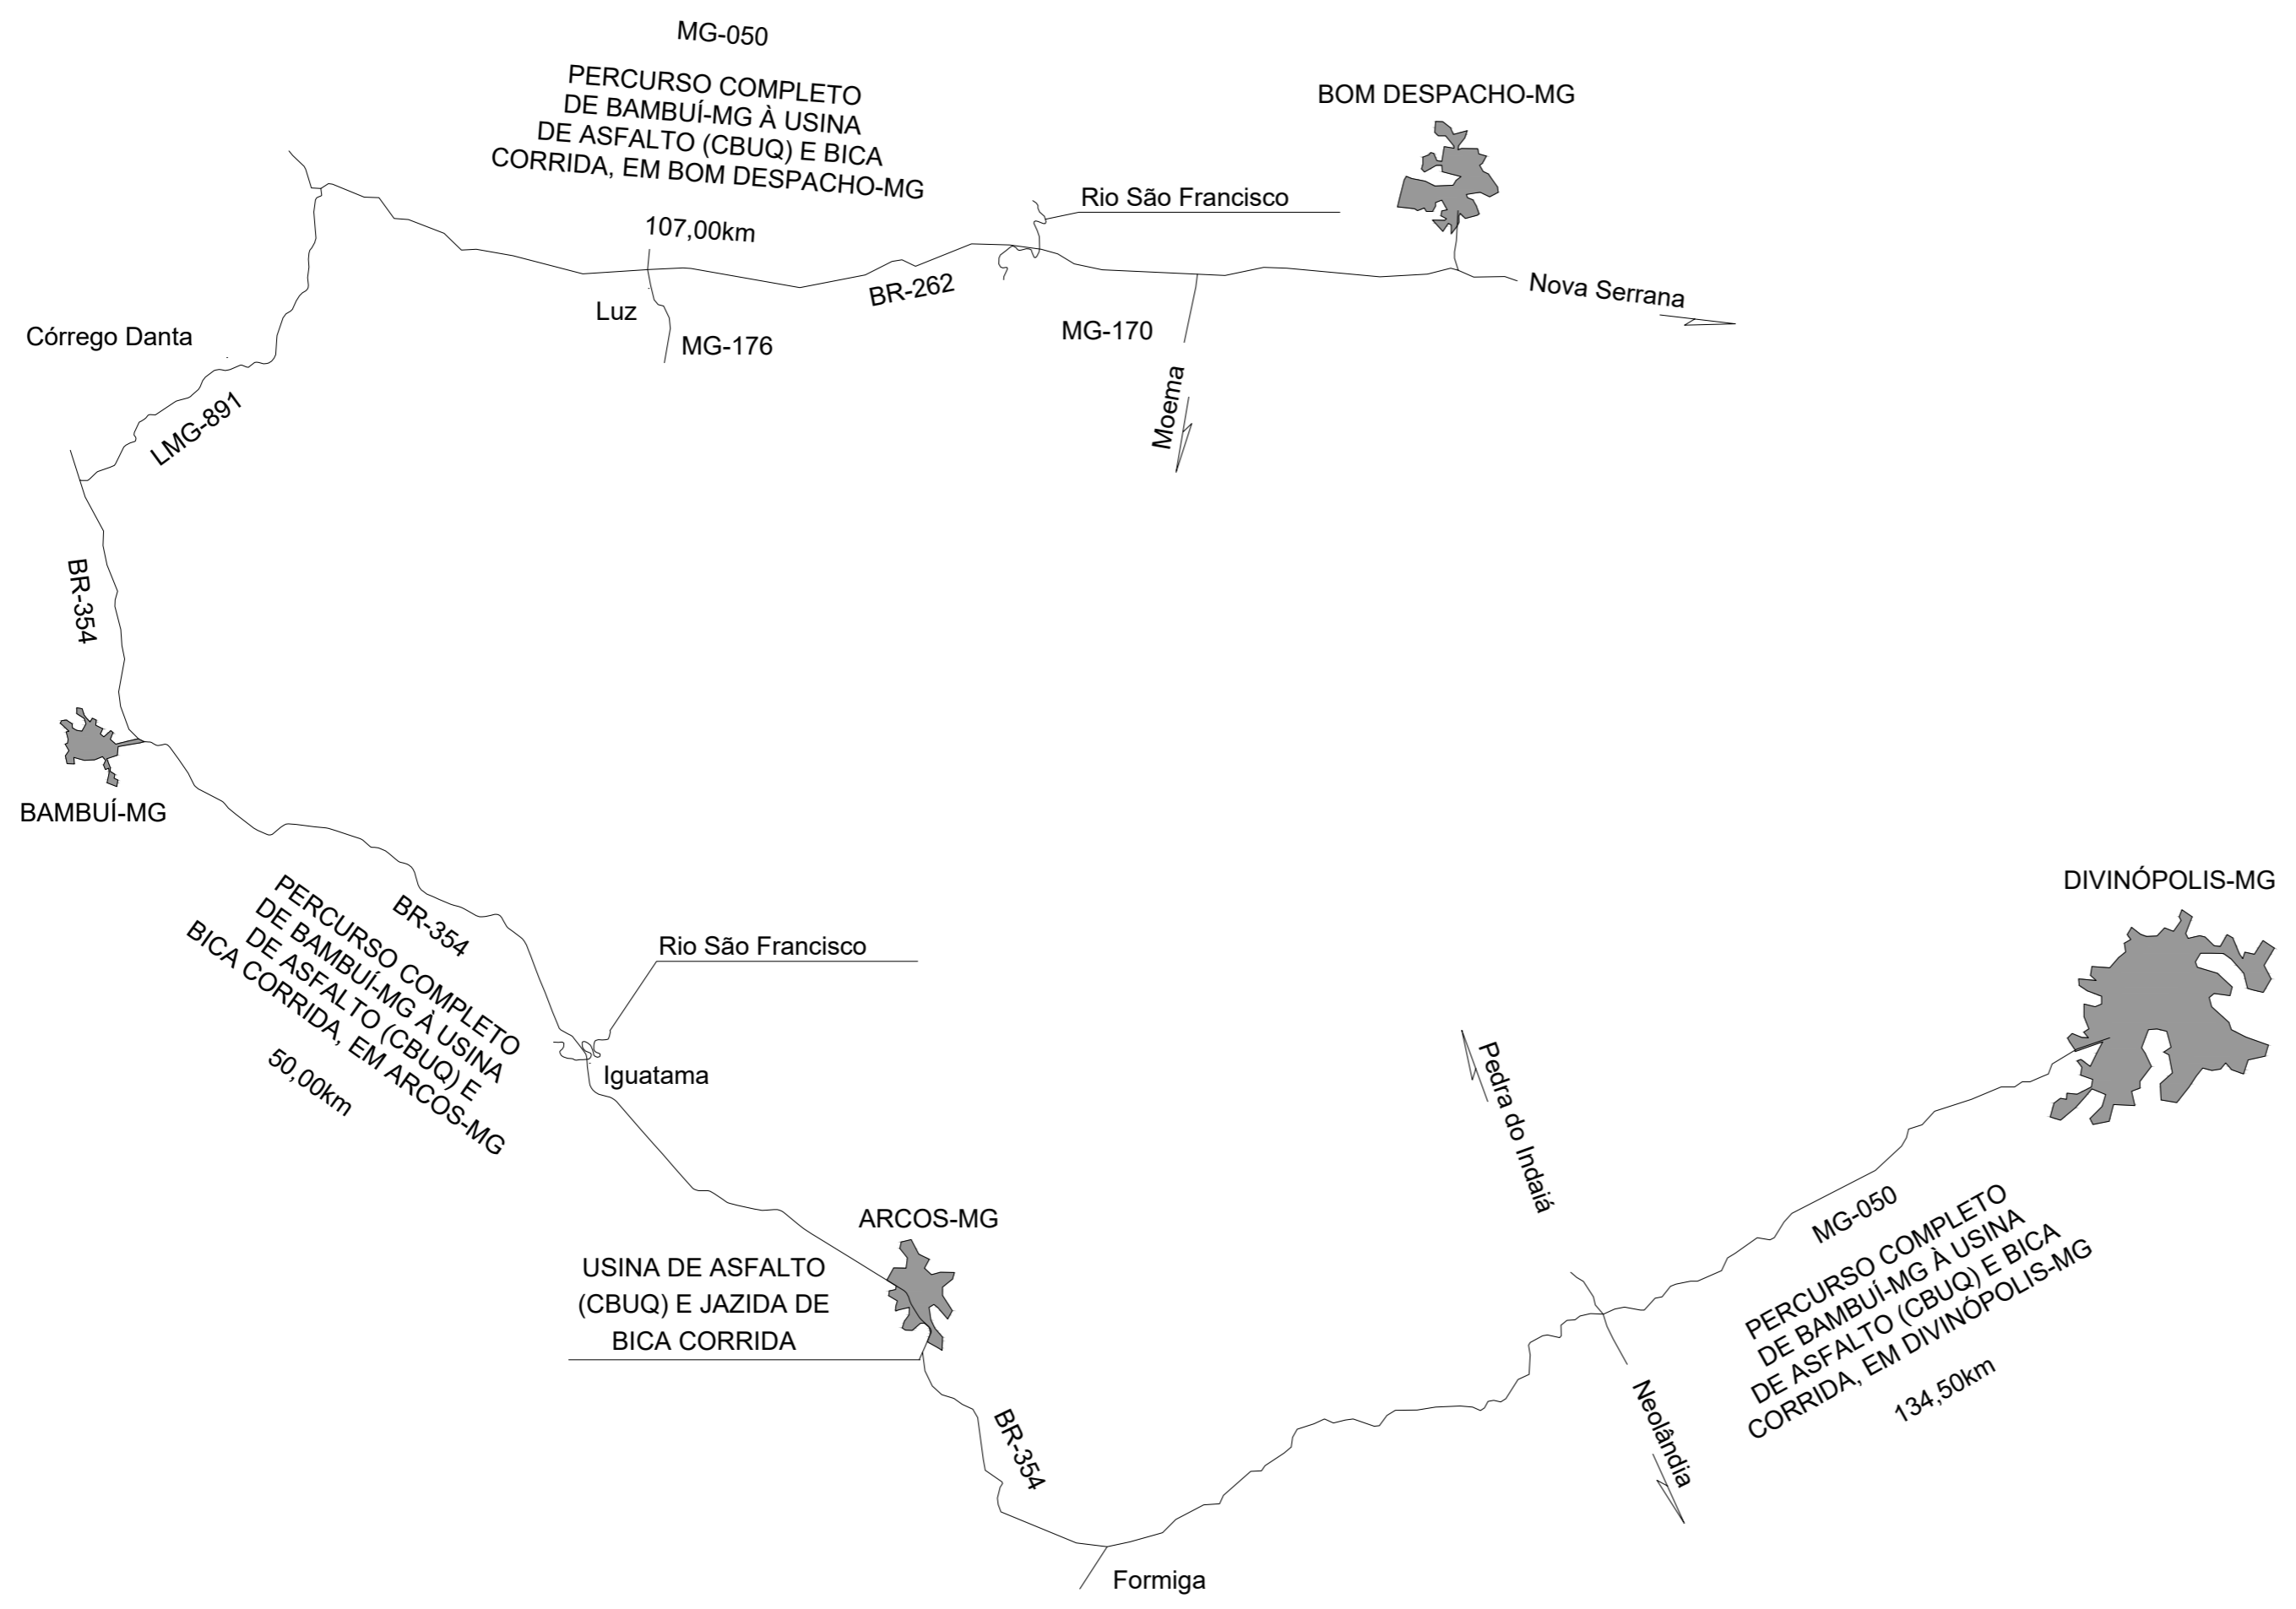 MG-050
PERCURSO COMPLETO
DE BAMBUÍ-MG À USINA
DE ASFALTO (CBUQ) E BICA
CORRIDA, EM BOM DESPACHO-MG
107,00km
BOM DESPACHO-MG
Rio São Francisco
Nova Serrana
BR-262
Luz
MG-176
MG-170
Moema
Córrego Danta
LMG-891
BR-354
BAMBUÍ-MG
PERCURSO COMPLETO
DE BAMBUÍ-MG À USINA
DE ASFALTO (CBUQ) E
BICA CORRIDA, EM ARCOS-MG
50,00km
BR-354
Rio São Francisco
Iguatama
ARCOS-MG
USINA DE ASFALTO
(CBUQ) E JAZIDA DE
BICA CORRIDA
BR-354
Formiga
Pedra do Indaiá
Neolândia
DIVINÓPOLIS-MG
MG-050
PERCURSO COMPLETO
DE BAMBUÍ-MG À USINA
DE ASFALTO (CBUQ) E BICA
CORRIDA, EM DIVINÓPOLIS-MG
134,50km